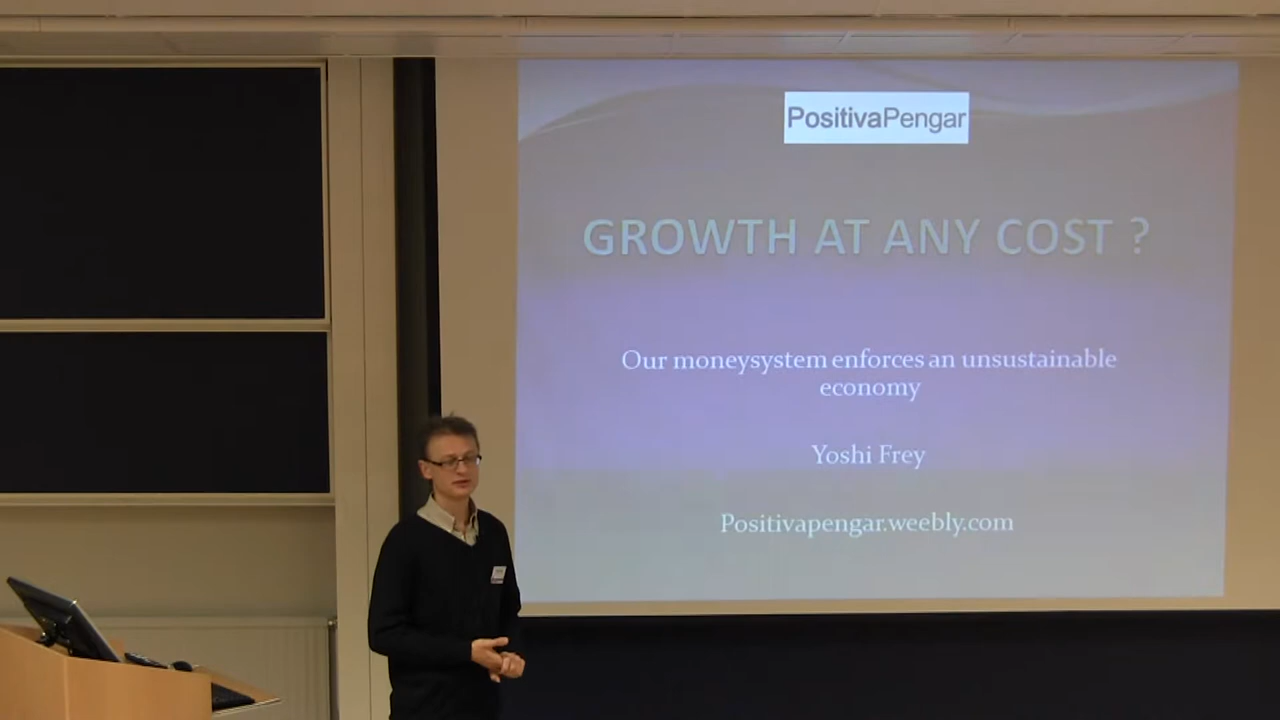 PositivaPengar
GROWTH AT ANY COST ?
Our moneysystem enforces an unsustainable
economy
Yoshi Frey
Positivapengar.weebly.com